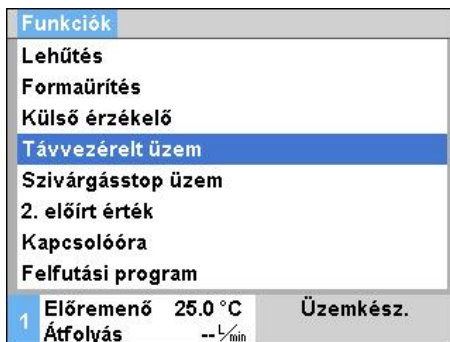 Funkciók
Lehűtés
Formaürítés
Külső érzékelő
Távvezérelt üzem
Szivárgásstop üzem
2. előírt érték
Kapcsolóóra
Felfutási program
1 Előremenő 25.0 °C Üzemkész.
Átfolyás -- L/min